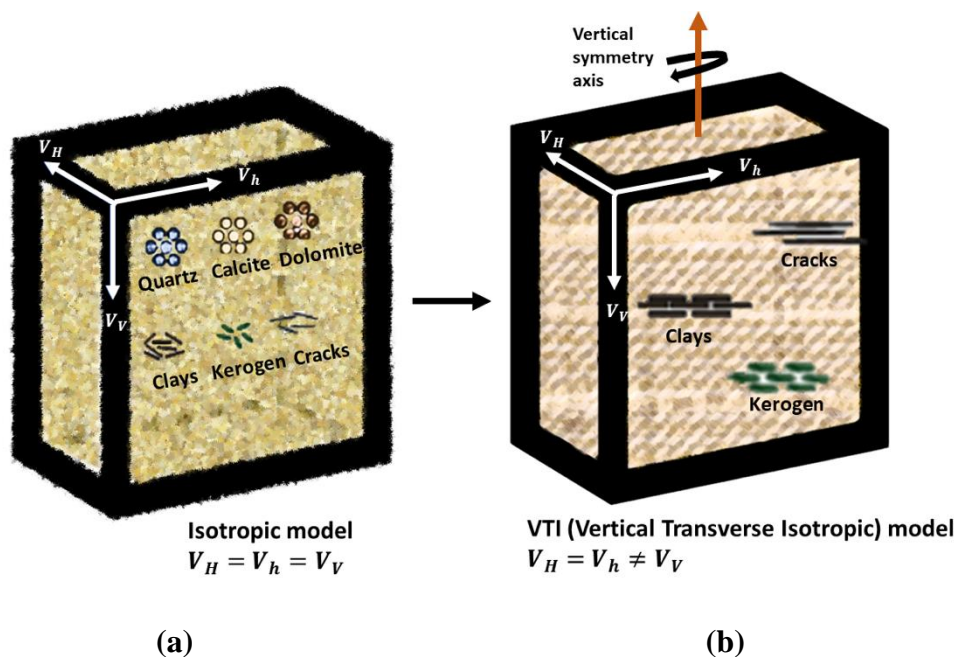 Vertical
symmetry
axis
V_H
V_h
V_V
Quartz Calcite Dolomite
Clays Kerogen Cracks
Isotropic model
V_H = V_h = V_V
(a)
V_H
V_h
V_V
Cracks
Clays
Kerogen
VTI (Vertical Transverse Isotropic) model
V_H = V_h ≠ V_V
(b)